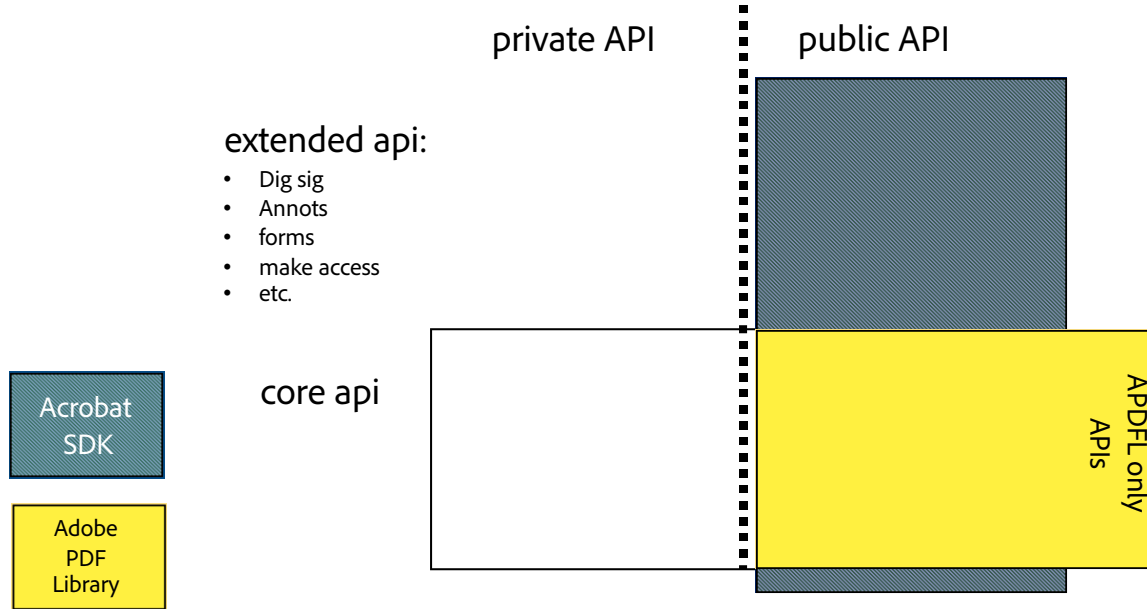 private API
public API
extended api:
• Dig sig
• Annots
• forms
• make access
• etc.
core api
APDFL only
APIs
Acrobat
SDK
Adobe
PDF
Library